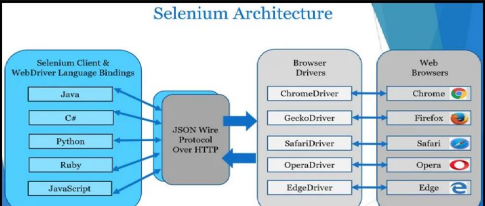 Selenium Architecture
Selenium Client &
WebDriver Language Bindings
Java
C#
Python
Ruby
JavaScript
JSON Wire
Protocol
Over HTTP
Browser
Drivers
ChromeDriver
GeckoDriver
SafariDriver
OperaDriver
EdgeDriver
Web
Browsers
Chrome
Firefox
Safari
Opera
Edge